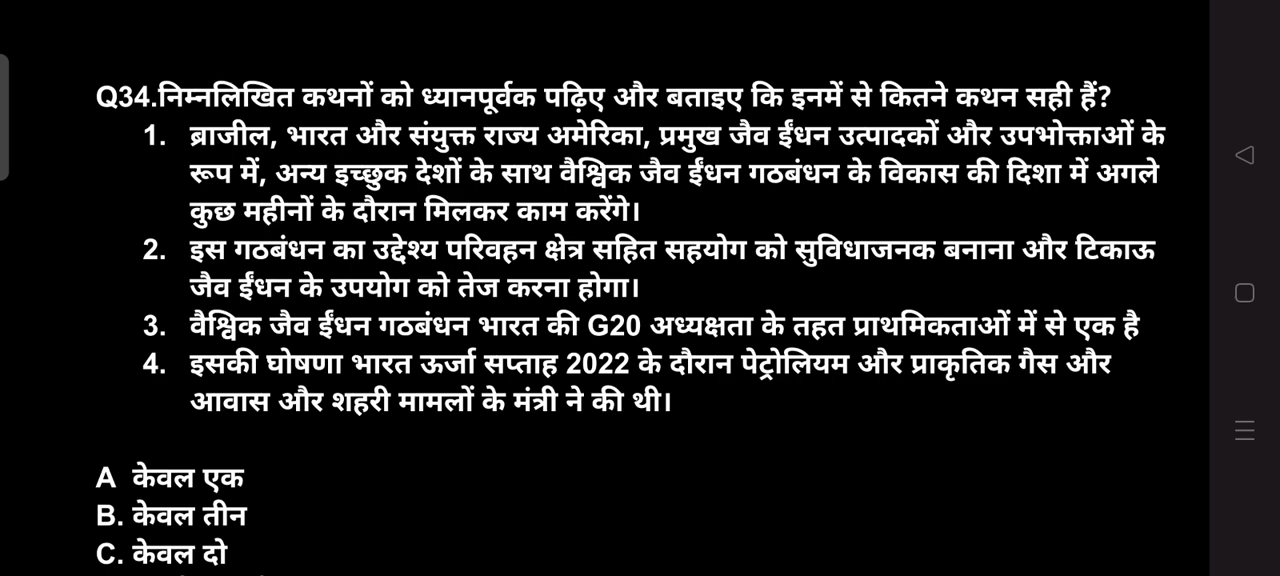 Q34.निम्नलिखित कथनों को ध्यानपूर्वक पढ़िए और बताइए कि इनमें से कितने कथन सही हैं?
1. ब्राजील, भारत और संयुक्त राज्य अमेरिका, प्रमुख जैव ईंधन उत्पादकों और उपभोक्ताओं के
रूप में, अन्य इच्छुक देशों के साथ वैश्विक जैव ईंधन गठबंधन के विकास की दिशा में अगले
कुछ महीनों के दौरान मिलकर काम करेंगे।
2. इस गठबंधन का उद्देश्य परिवहन क्षेत्र सहित सहयोग को सुविधाजनक बनाना और टिकाऊ
जैव ईंधन के उपयोग को तेज करना होगा।
3. वैश्विक जैव ईंधन गठबंधन भारत की G20 अध्यक्षता के तहत प्राथमिकताओं में से एक है
4. इसकी घोषणा भारत ऊर्जा सप्ताह 2022 के दौरान पेट्रोलियम और प्राकृतिक गैस और
आवास और शहरी मामलों के मंत्री ने की थी।
A केवल एक
B. केवल तीन
C. केवल दो